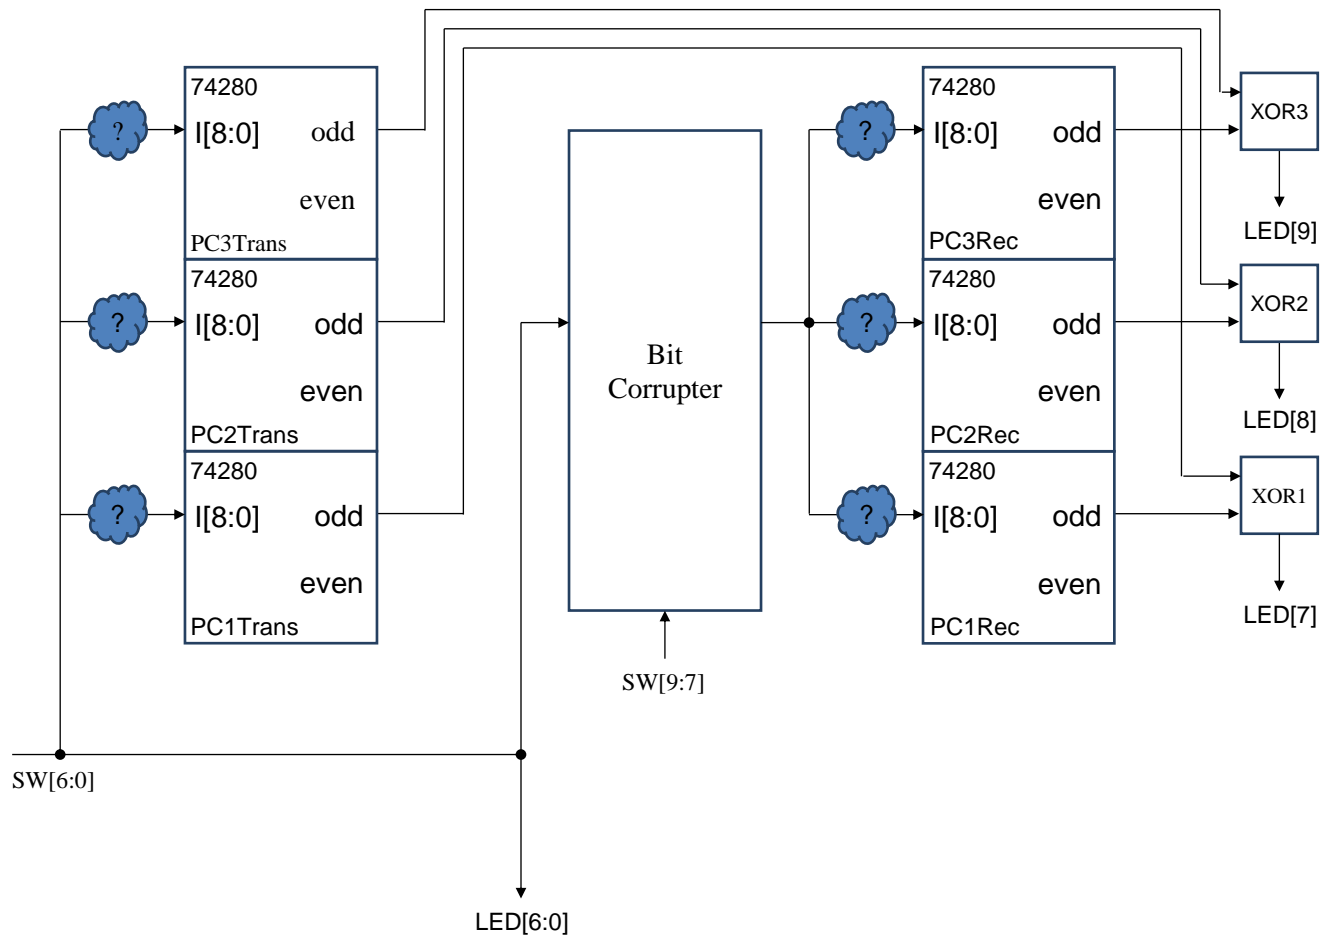 74280
?
I[8:0]
odd
even
PC3Trans
74280
?
I[8:0]
odd
even
PC2Trans
74280
?
I[8:0]
odd
even
PC1Trans
SW[6:0]
LED[6:0]
Bit
Corrupter
SW[9:7]
74280
?
I[8:0]
odd
even
PC3Rec
74280
?
I[8:0]
odd
even
PC2Rec
74280
?
I[8:0]
odd
even
PC1Rec
XOR3
LED[9]
XOR2
LED[8]
XOR1
LED[7]